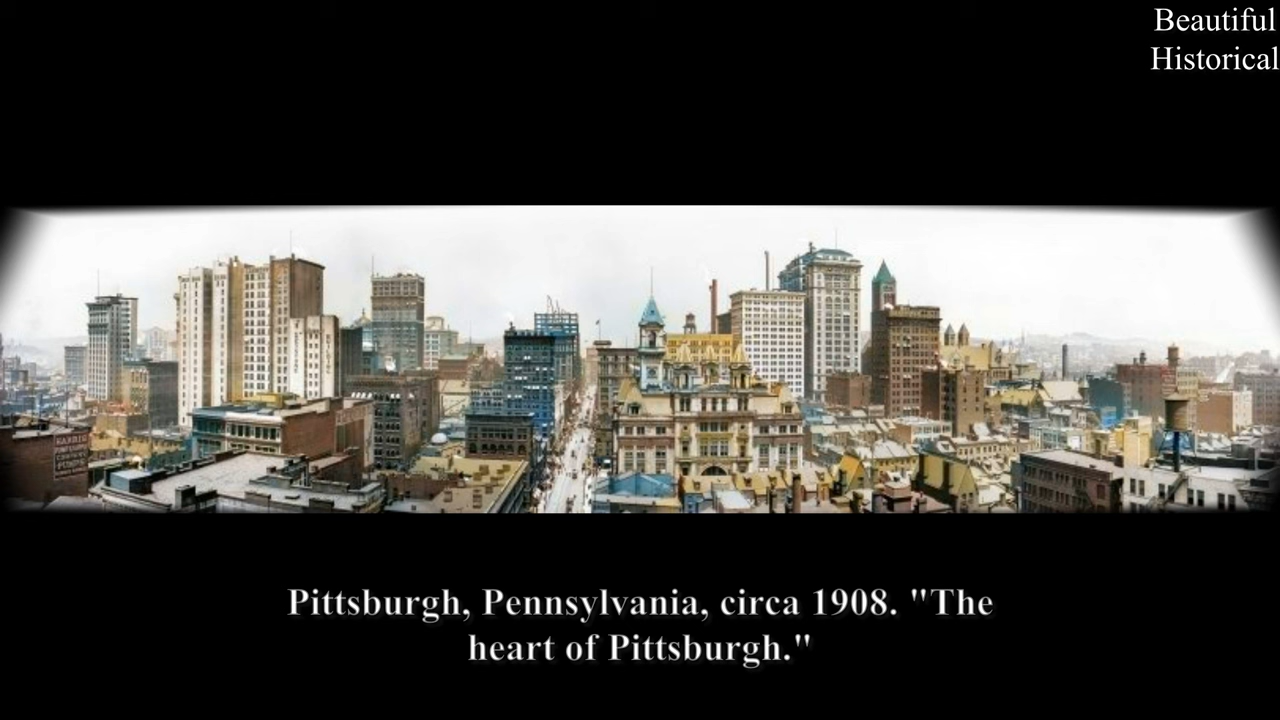 Beautiful
Historical
Pittsburgh, Pennsylvania, circa 1908. "The
heart of Pittsburgh."